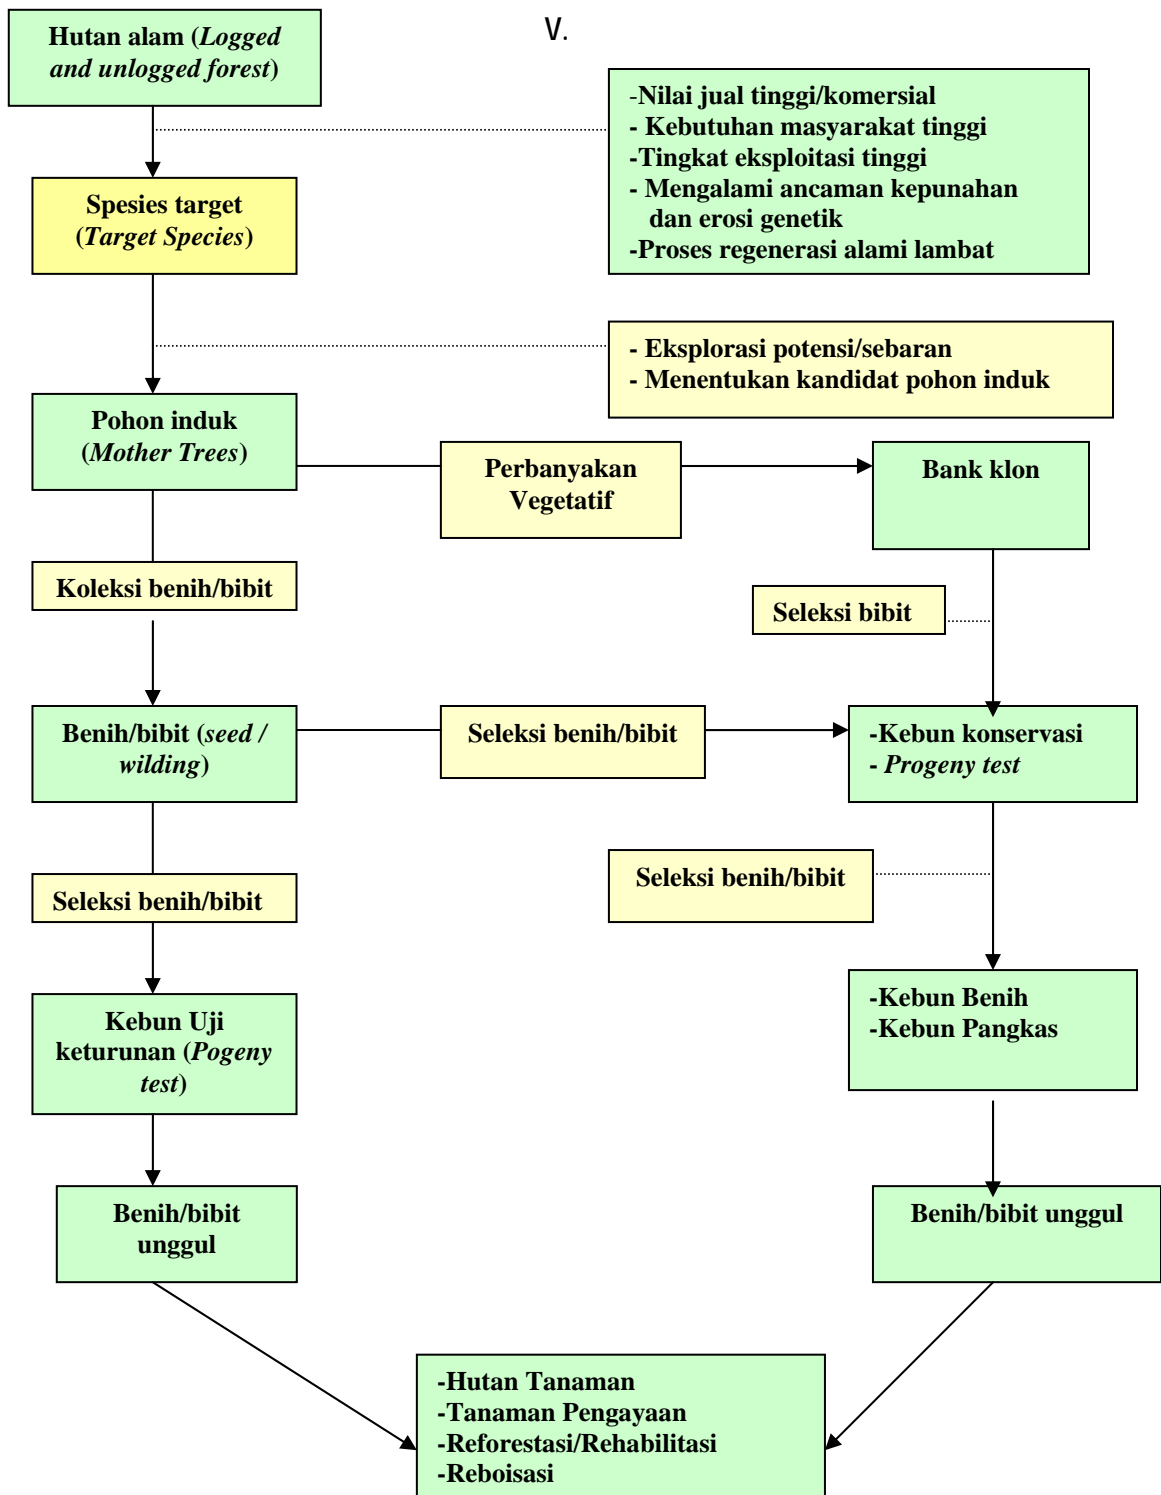 V.
Hutan alam (Logged
and unlogged forest)
-Nilai jual tinggi/komersial
- Kebutuhan masyarakat tinggi
-Tingkat eksploitasi tinggi
- Mengalami ancaman kepunahan
dan erosi genetik
-Proses regenerasi alami lambat
Spesies target
(Target Species)
- Eksplorasi potensi/sebaran
- Menentukan kandidat pohon induk
Pohon induk
(Mother Trees)
Perbanyakan
Vegetatif
Bank klon
Koleksi benih/bibit
Seleksi bibit
Benih/bibit (seed /
wilding)
Seleksi benih/bibit
-Kebun konservasi
- Progeny test
Seleksi benih/bibit
Seleksi benih/bibit
Kebun Uji
keturunan (Pogeny
test)
-Kebun Benih
-Kebun Pangkas
Benih/bibit
unggul
Benih/bibit unggul
-Hutan Tanaman
-Tanaman Pengayaan
-Reforestasi/Rehabilitasi
-Reboisasi